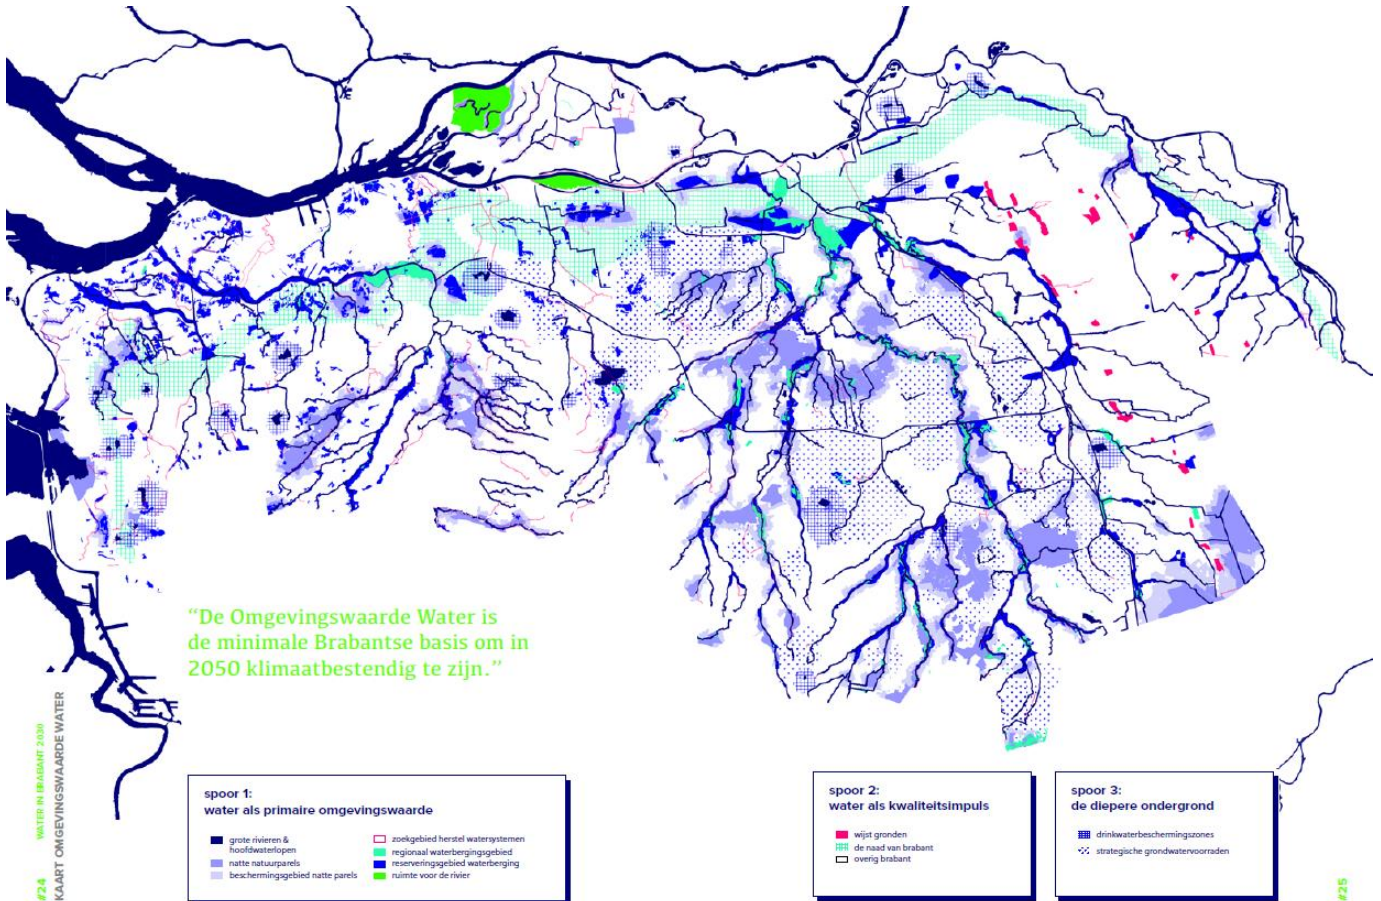 “De Omgevingswaarde Water is
de minimale Brabantse basis om in
2050 klimaatbestendig te zijn.”
#24 WATER IN BRABANT 2030
KAART OMGEVINGSWAARDE WATER
spoor 1:
water als primaire omgevingswaarde
grote rivieren &
hoofdwaterlopen
natte natuurparels
beschermingsgebied natte parels
zoekgebied herstel watersystemen
regionaal waterbergingsgebied
reserveringsgebied waterberging
ruimte voor de rivier
spoor 2:
water als kwaliteitsimpuls
wijst gronden
de naad van brabant
overig brabant
spoor 3:
de diepere ondergrond
drinkwaterbeschermingszones
strategische grondwatervoorraden
#25